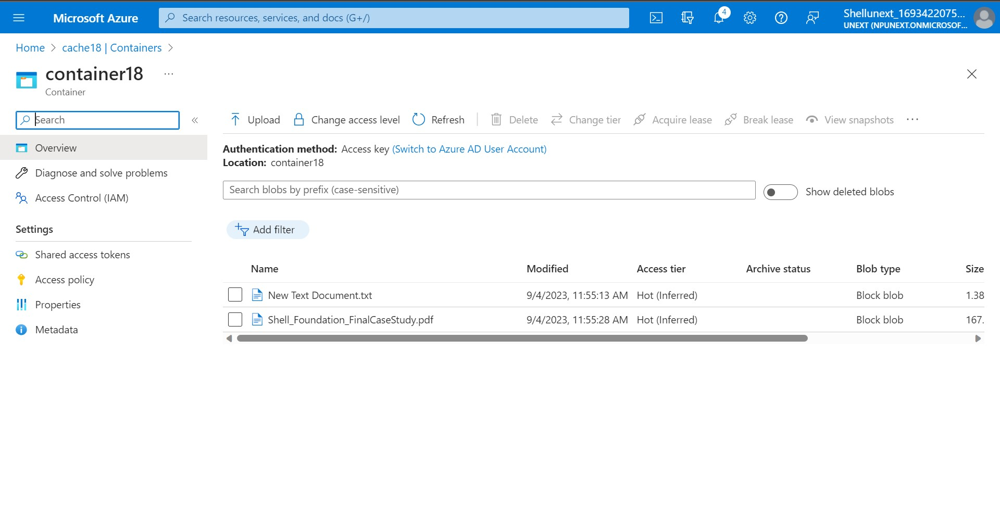 Microsoft Azure
Search resources, services, and docs (G+/)
4
Shellunext_1693422075...
UNEXT (NPUNEXT.ONMICROSOF...
Home > cache18 | Containers >
container18 ...
Container
Search «
Upload Change access level Refresh Delete Change tier Acquire lease Break lease View snapshots ...
Overview
Diagnose and solve problems
Access Control (IAM)
Settings
Shared access tokens
Access policy
Properties
Metadata
Authentication method: Access key (Switch to Azure AD User Account)
Location: container18
Search blobs by prefix (case-sensitive)
Show deleted blobs
Add filter
Name Modified Access tier Archive status Blob type Size
New Text Document.txt 9/4/2023, 11:55:13 AM Hot (Inferred) Block blob 1.38
Shell_Foundation_FinalCaseStudy.pdf 9/4/2023, 11:55:28 AM Hot (Inferred) Block blob 167.